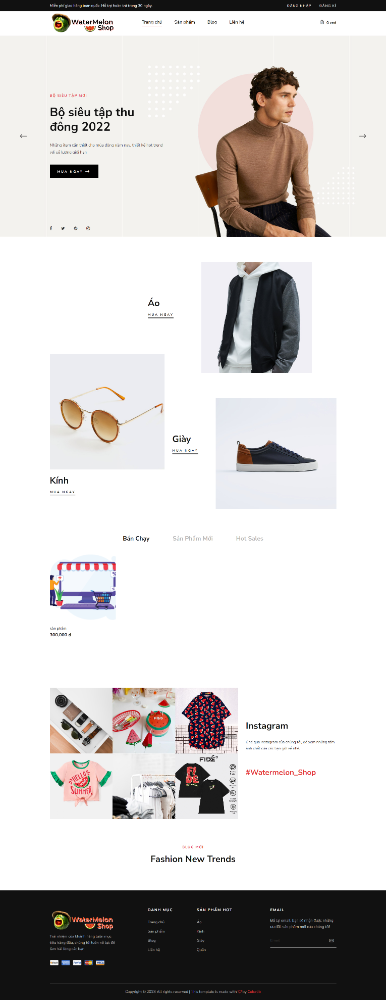 Miễn phí giao hàng toàn quốc. Hỗ trợ hoàn trả trong 30 ngày.
ĐĂNG NHẬP ĐĂNG KÍ
WaterMelon
Shop
Trang chủ Sản phẩm Blog Liên hệ
0 vnd
BỘ SIÊU TẬP MỚI
Bộ siêu tập thu
đông 2022
Những item cần thiết cho mùa đông năm nay. thiết kế hot trend
với số lượng giới hạn
MUA NGAY
Áo
MUA NGAY
Giày
MUA NGAY
Kính
MUA NGAY
Bán Chạy Sản Phẩm Mới Hot Sales
sản phẩm
300,000 ₫
HBD
HELLO
SUMMER
FIDÉ
FI
DE
Instagram
Ghé qua instagram của chúng tôi, để xem những tấm
ảnh chất của các bạn gửi về nhé.
#Watermelon_Shop
BLOG MỚI
Fashion New Trends
WaterMelon
Shop
Trải nhiệm của khánh hàng luôn mục
tiêu hàng đầu, chúng tôi luôn nỗ lực để
làm hài lòng các bạn
PayPal
VISA
DANH MỤC
Trang chủ
Sản phẩm
Blog
Liên hệ
SẢN PHẨM HOT
Áo
Kính
Giày
Quần
EMAIL
Để lại email, bạn sẽ nhận được những
ưu đãi, sản phẩm mới của chúng tôi!
Email
Copyright © 2023 All rights reserved | This template is made with ♡ by Colorlib